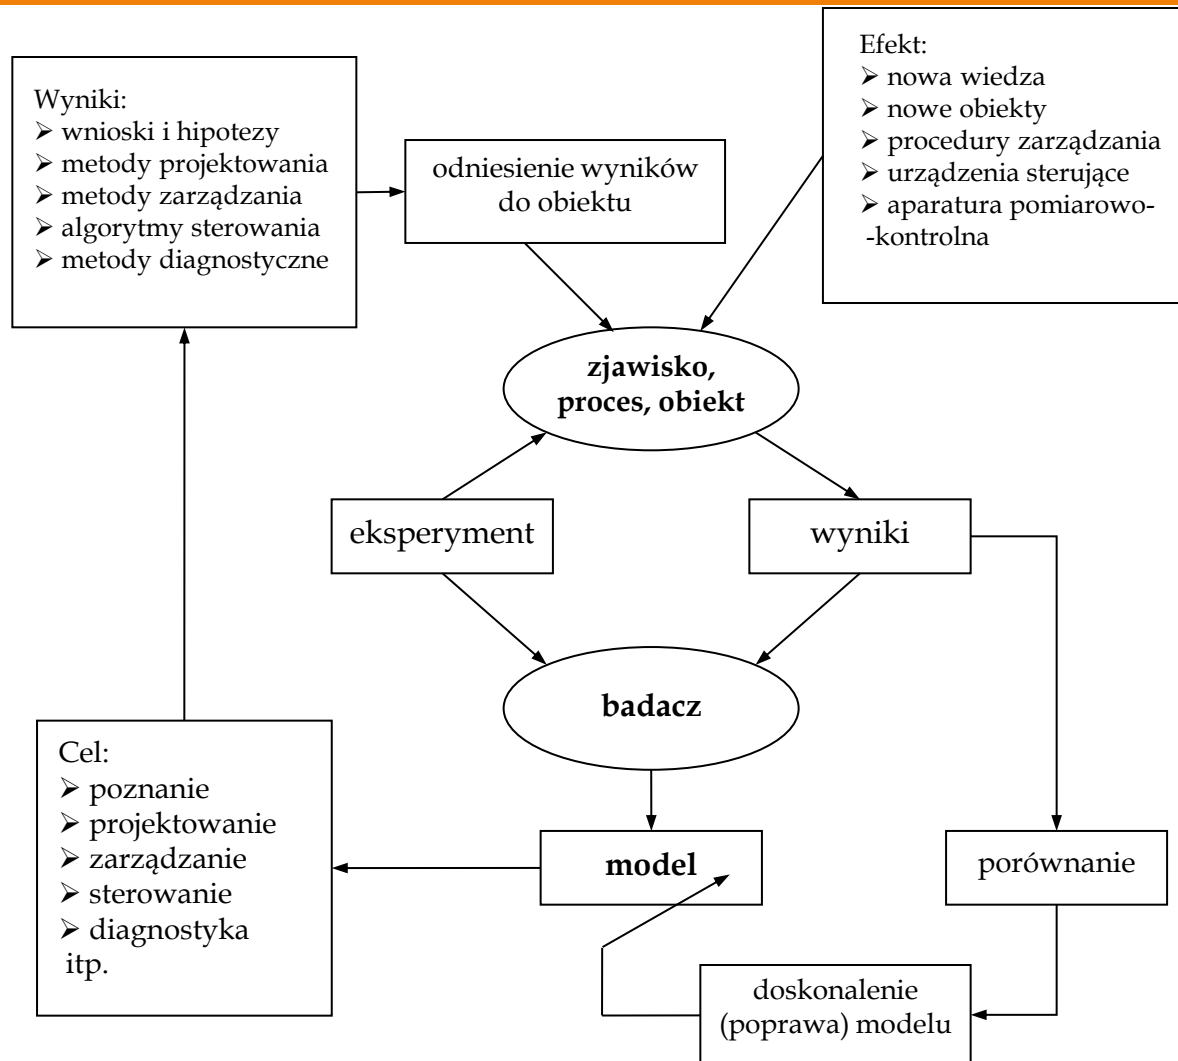 Wyniki:
➢ wnioski i hipotezy
➢ metody projektowania
➢ metody zarządzania
➢ algorytmy sterowania
➢ metody diagnostyczne
odniesienie wyników
do obiektu
Efekt:
➢ nowa wiedza
➢ nowe obiekty
➢ procedury zarządzania
➢ urządzenia sterujące
➢ aparatura pomiarowo-
-kontrolna
zjawisko,
proces, obiekt
eksperyment
wyniki
badacz
Cel:
➢ poznanie
➢ projektowanie
➢ zarządzanie
➢ sterowanie
➢ diagnostyka
itp.
model
porównanie
doskonalenie
(poprawa) modelu